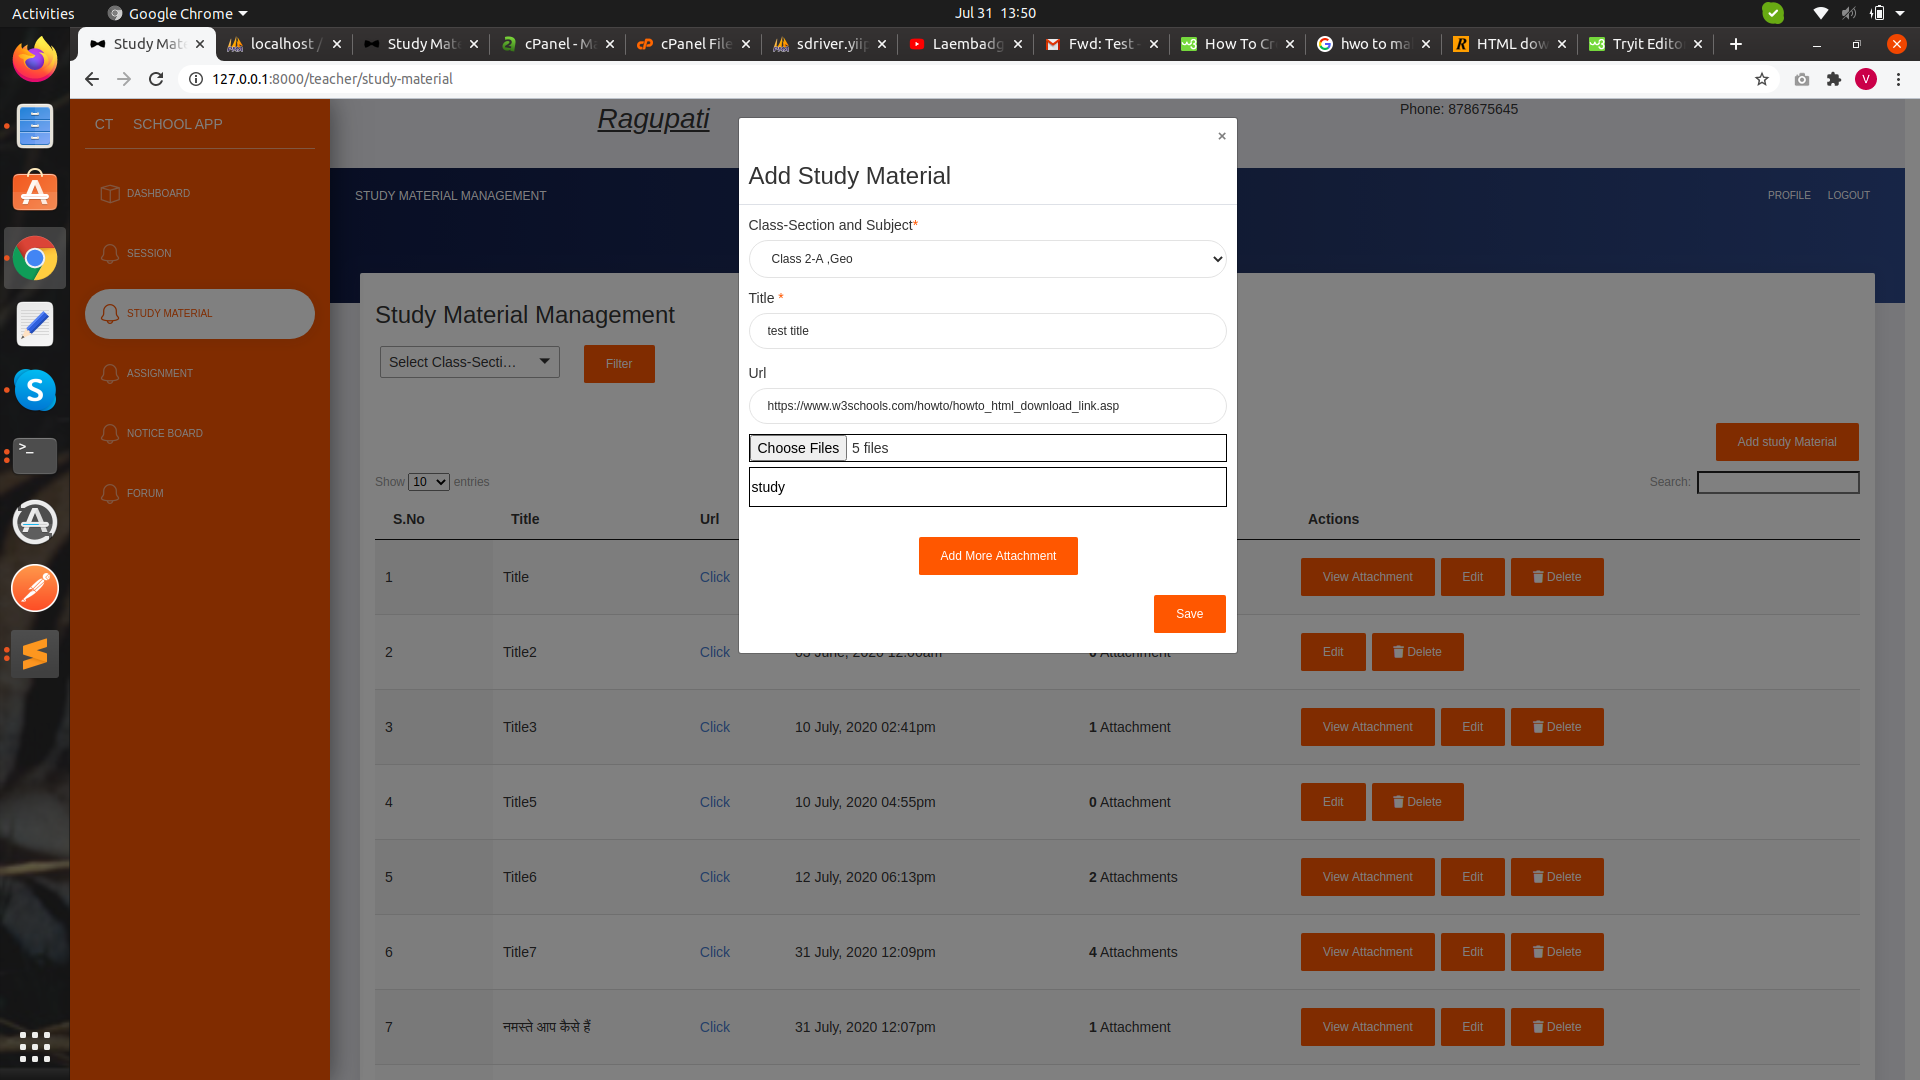 Activities
Google Chrome
Jul 31 13:50
Study Mat
localhost /
Study Mat
cPanel - M
cPanel File
sdriver.yiip
Laembadg
Fwd: Test -
How To Cr
hwo to ma
HTML dow
Tryit Edito
127.0.0.1:8000/teacher/study-material
V
CT SCHOOL APP
DASHBOARD
SESSION
STUDY MATERIAL
ASSIGNMENT
NOTICE BOARD
FORUM
Ragupati
Phone: 878675645
STUDY MATERIAL MANAGEMENT
PROFILE
LOGOUT
Study Material Management
Select Class-Secti...
Filter
Add study Material
Show 10 entries
Search:
S.No Title Url Actions
1 Title Click View Attachment Edit Delete
2 Title2 Click Edit Delete
3 Title3 Click 10 July, 2020 02:41pm 1 Attachment View Attachment Edit Delete
4 Title5 Click 10 July, 2020 04:55pm 0 Attachment Edit Delete
5 Title6 Click 12 July, 2020 06:13pm 2 Attachments View Attachment Edit Delete
6 Title7 Click 31 July, 2020 12:09pm 4 Attachments View Attachment Edit Delete
7 नमस्ते आप कैसे हैं Click 31 July, 2020 12:07pm 1 Attachment View Attachment Edit Delete
×
Add Study Material
Class-Section and Subject*
Class 2-A ,Geo
Title *
test title
Url
https://www.w3schools.com/howto/howto_html_download_link.asp
Choose Files 5 files
study
Add More Attachment
Save